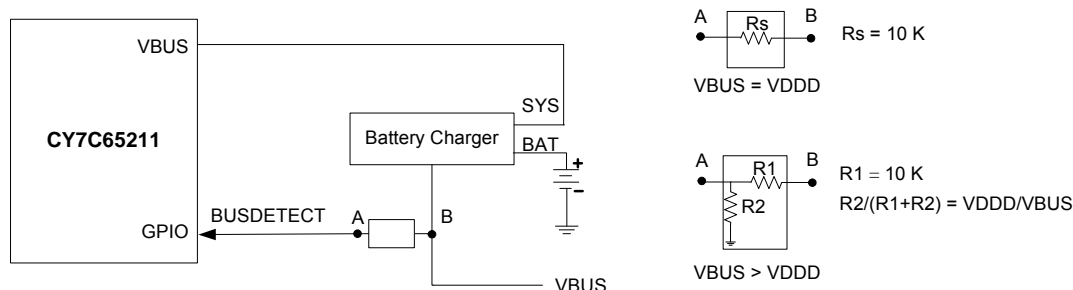 VBUS
CY7C65211
SYS
Battery Charger
BAT
+
-
BUSDETECT
A
B
GPIO
VBUS
A
Rs
B
Rs = 10 K
VBUS = VDDD
A
R1
B
R2
R1 = 10 K
R2/(R1+R2) = VDDD/VBUS
VBUS > VDDD